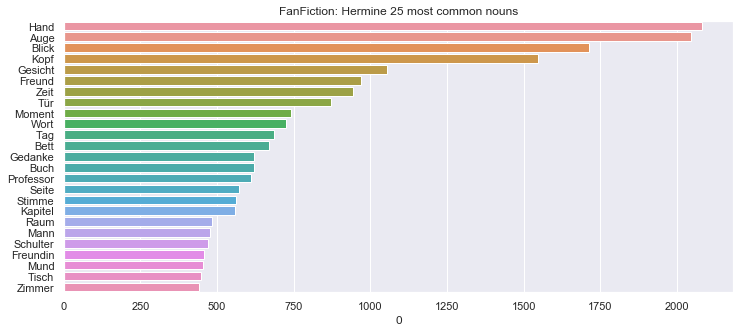 FanFiction: Hermine 25 most common nouns
Hand
Auge
Blick
Kopf
Gesicht
Freund
Zeit
Tür
Moment
Wort
Tag
Bett
Gedanke
Buch
Professor
Seite
Stimme
Kapitel
Raum
Mann
Schulter
Freundin
Mund
Tisch
Zimmer
0 250 500 750 1000 1250 1500 1750 2000
0